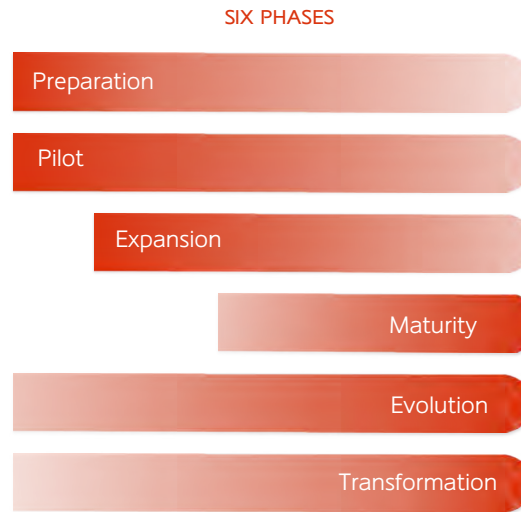 SIX PHASES
Preparation
Pilot
Expansion
Maturity
Evolution
Transformation